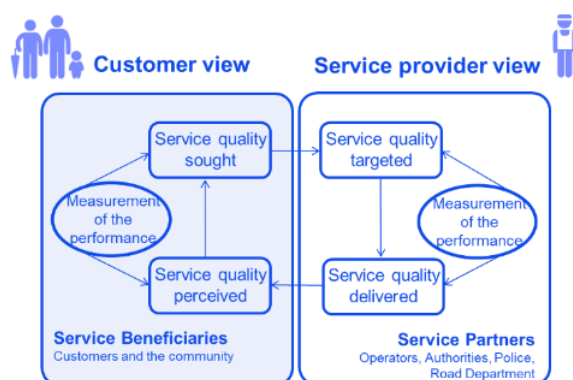 Customer view
Service provider view
Service quality
sought
Service quality
targeted
Measurement
of the
performance
Measurement
of the
performance
Service quality
perceived
Service quality
delivered
Service Beneficiaries
Customers and the community
Service Partners
Operators, Authorities, Police,
Road Department